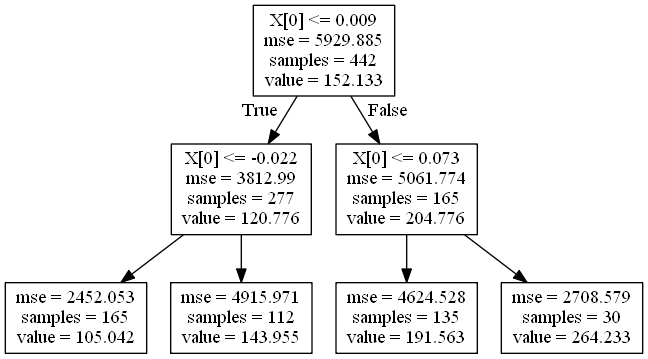 X[0] <= 0.009
mse = 5929.885
samples = 442
value = 152.133
True
False
X[0] <= -0.022
mse = 3812.99
samples = 277
value = 120.776
X[0] <= 0.073
mse = 5061.774
samples = 165
value = 204.776
mse = 2452.053
samples = 165
value = 105.042
mse = 4915.971
samples = 112
value = 143.955
mse = 4624.528
samples = 135
value = 191.563
mse = 2708.579
samples = 30
value = 264.233